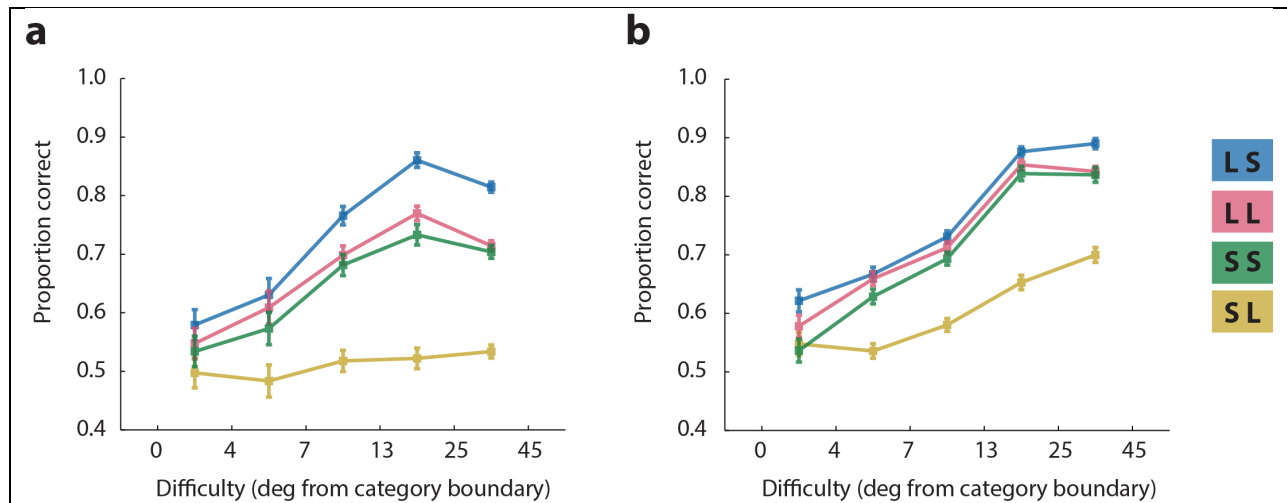 a
1.0
0.9
0.8
0.7
0.6
0.5
0.4
Proportion correct
0 4 7 13 25 45
Difficulty (deg from category boundary)
b
1.0
0.9
0.8
0.7
0.6
0.5
0.4
Proportion correct
0 4 7 13 25 45
Difficulty (deg from category boundary)
L S
L L
S S
S L